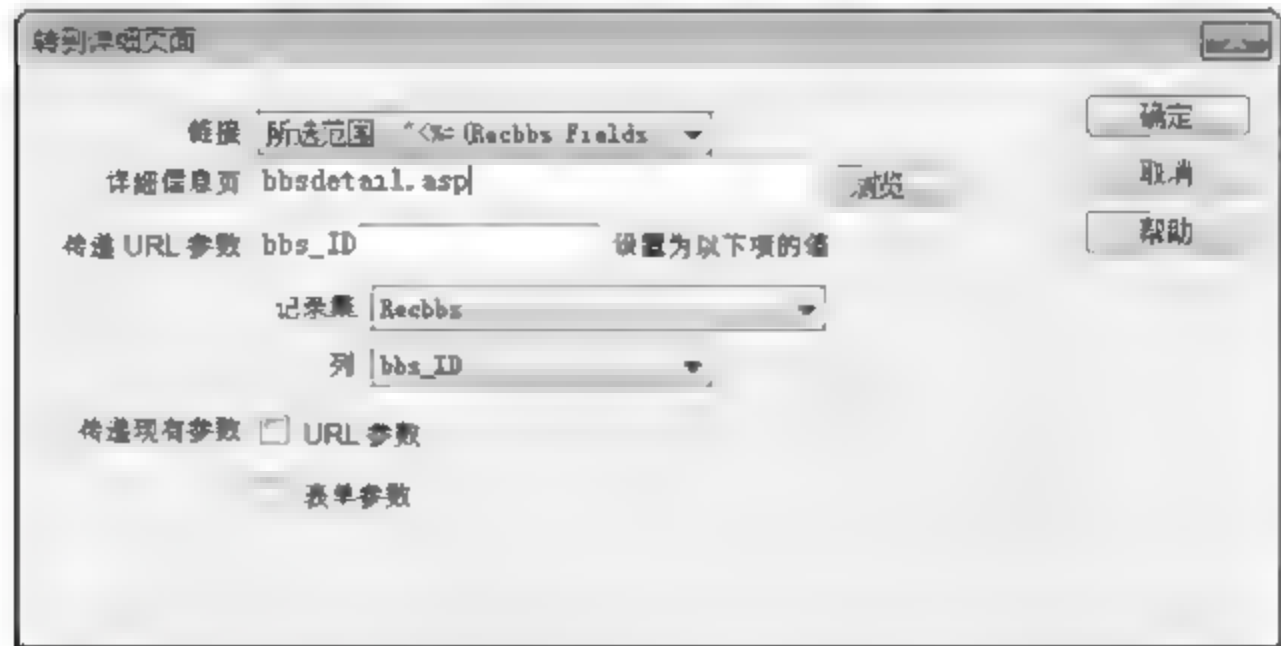 转到详细页面
链接 所选范围 "<%=(Recbbs Fields
确定
详细信息页 bbsdetail.asp 浏览
取消
传递 URL 参数 bbs_ID 设置为以下项的值
帮助
记录集 Recbbs
列 bbs_ID
传递现有参数 URL 参数
表单参数